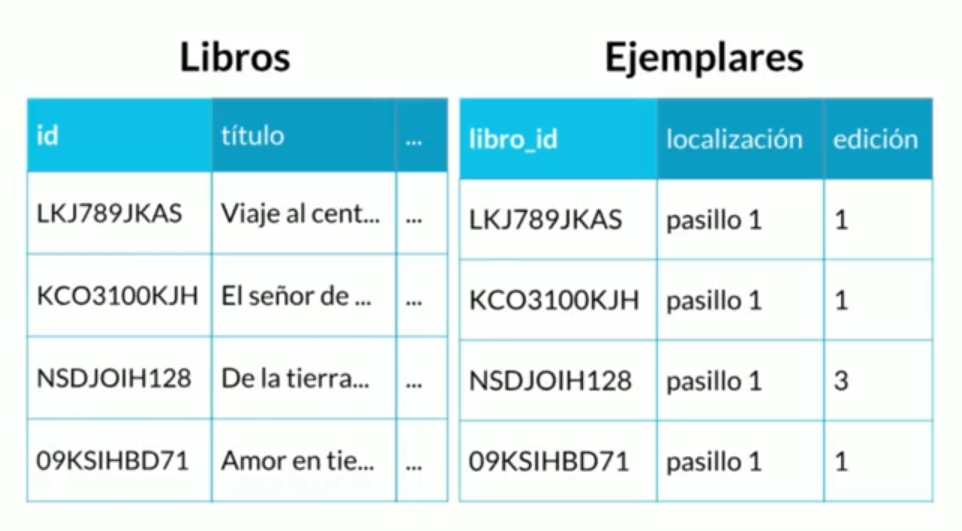 Libros
id título ...
LKJ789JKAS Viaje al cent... ...
KCO3100KJH El señor de ... ...
NSDJOIH128 De la tierra... ...
09KSIHBD71 Amor en tie... ...
Ejemplares
libro_id localización edición
LKJ789JKAS pasillo 1 1
KCO3100KJH pasillo 1 1
NSDJOIH128 pasillo 1 3
09KSIHBD71 pasillo 1 1